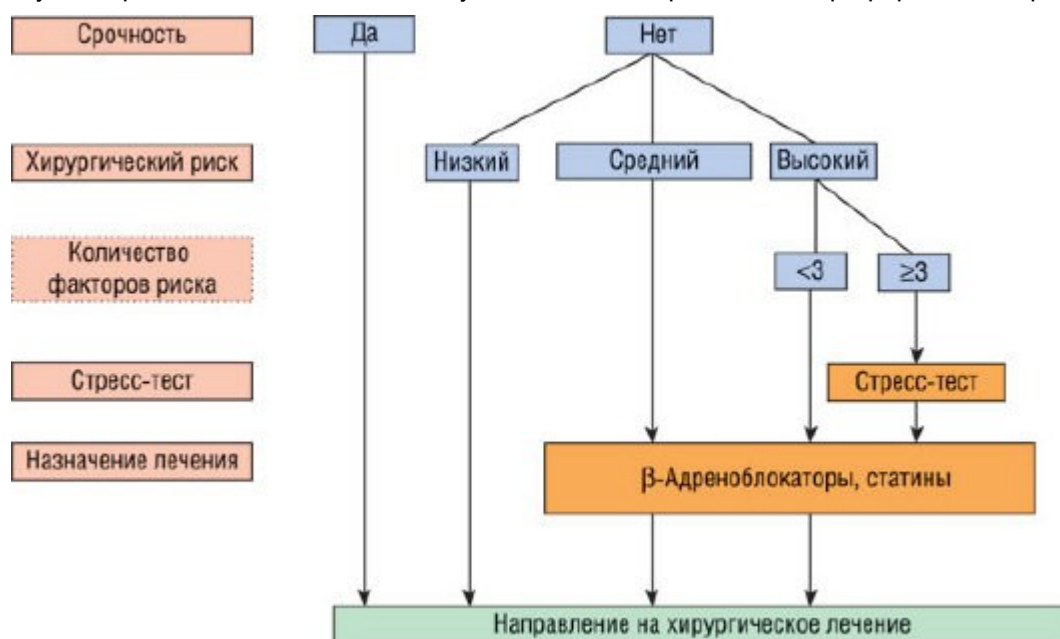 Срочность
Да
Нет
Хирургический риск
Низкий
Средний
Высокий
Количество
факторов риска
<3
≥3
Стресс-тест
Стресс-тест
Назначение лечения
β-Адреноблокаторы, статины
Направление на хирургическое лечение